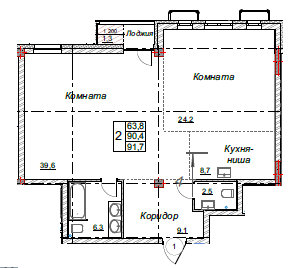 1.200
1,3
Лоджия
Комната
Комната
63,8
2
90,4
91,7
24.2
Кухня-
ниша
39,6
8,7
2,5
Коридор
6.3
9.1
1